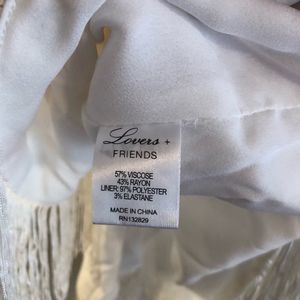 Lovers +
FRIENDS
57% VISCOSE
43% RAYON
LINER: 97% POLYESTER
3% ELASTANE
MADE IN CHINA
RN132829